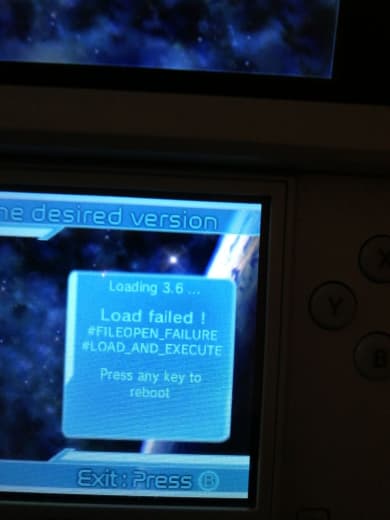 he desired version
Loading 3.6 ...
Load failed !
#FILEOPEN_FAILURE
#LOAD_AND_EXECUTE
Press any key to
reboot
Exit : Press B
X
Y
B